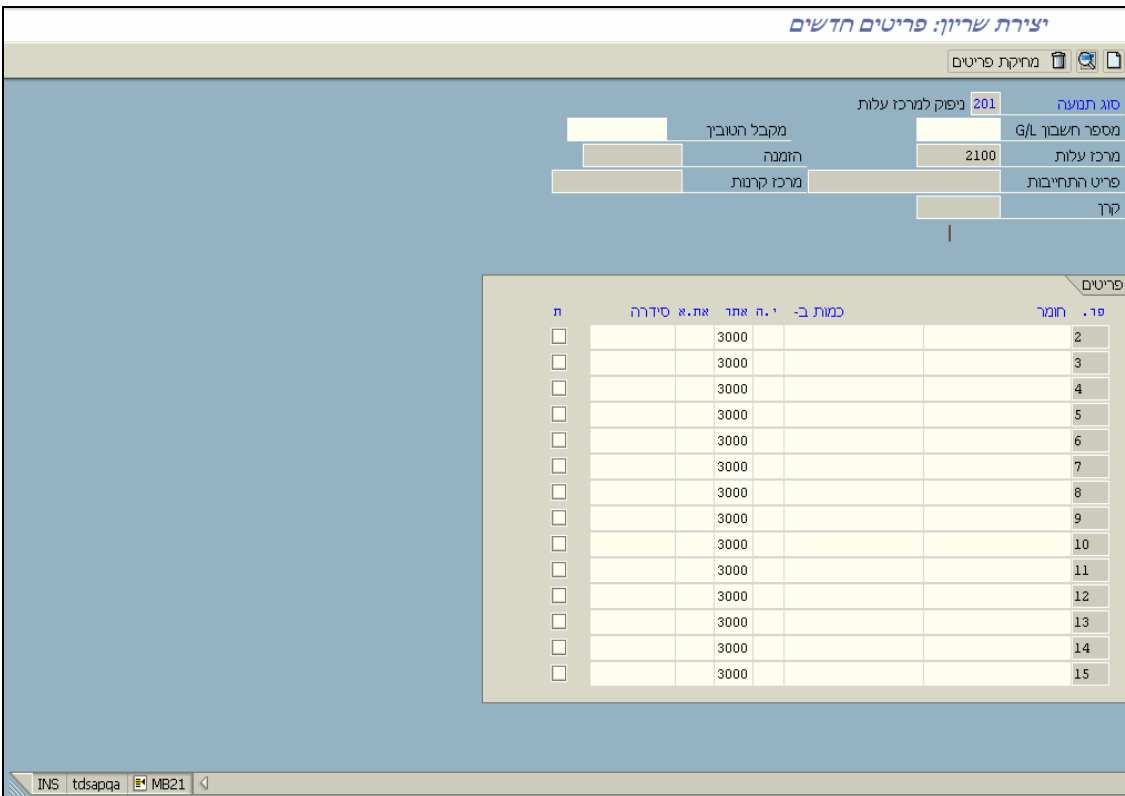 יצירת שריון: פריטים חדשים
מחיקת פריטים
סוג תנועה 201 ניפוק למרכז עלות
מספר חשבון G/L מקבל הטובין
מרכז עלות 2100 הזמנה
פריט התחייבות מרכז קרנות
קרן
פריטים
פר. חומר כמות ב- י.ה אתר את.א סידרה ת
2 3000
3 3000
4 3000
5 3000
6 3000
7 3000
8 3000
9 3000
10 3000
11 3000
12 3000
13 3000
14 3000
15 3000
MB21 tdsapqa INS